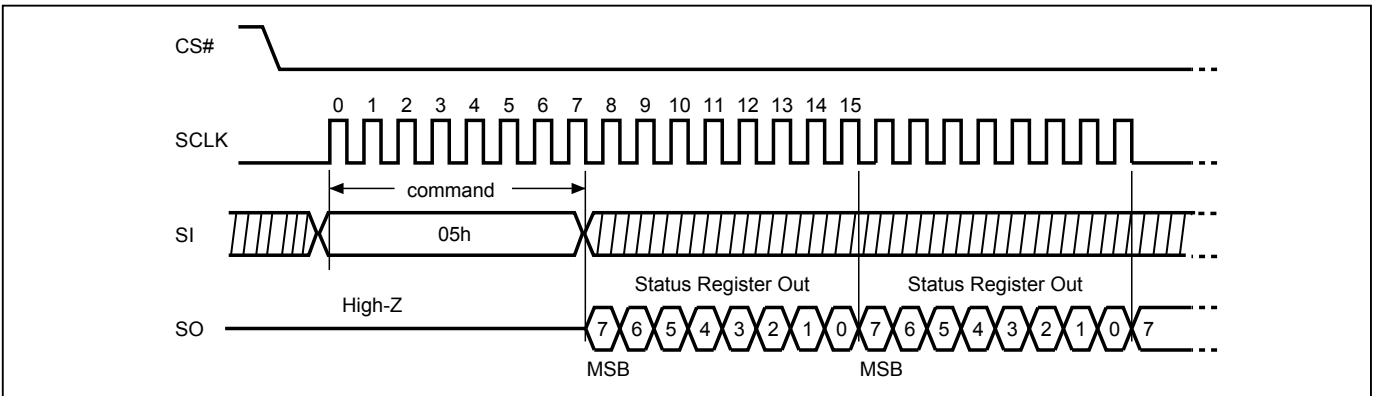 CS#
0 1 2 3 4 5 6 7 8 9 10 11 12 13 14 15
SCLK
command
SI
05h
Status Register Out Status Register Out
High-Z
SO
7 6 5 4 3 2 1 0 7 6 5 4 3 2 1 0 7
MSB MSB